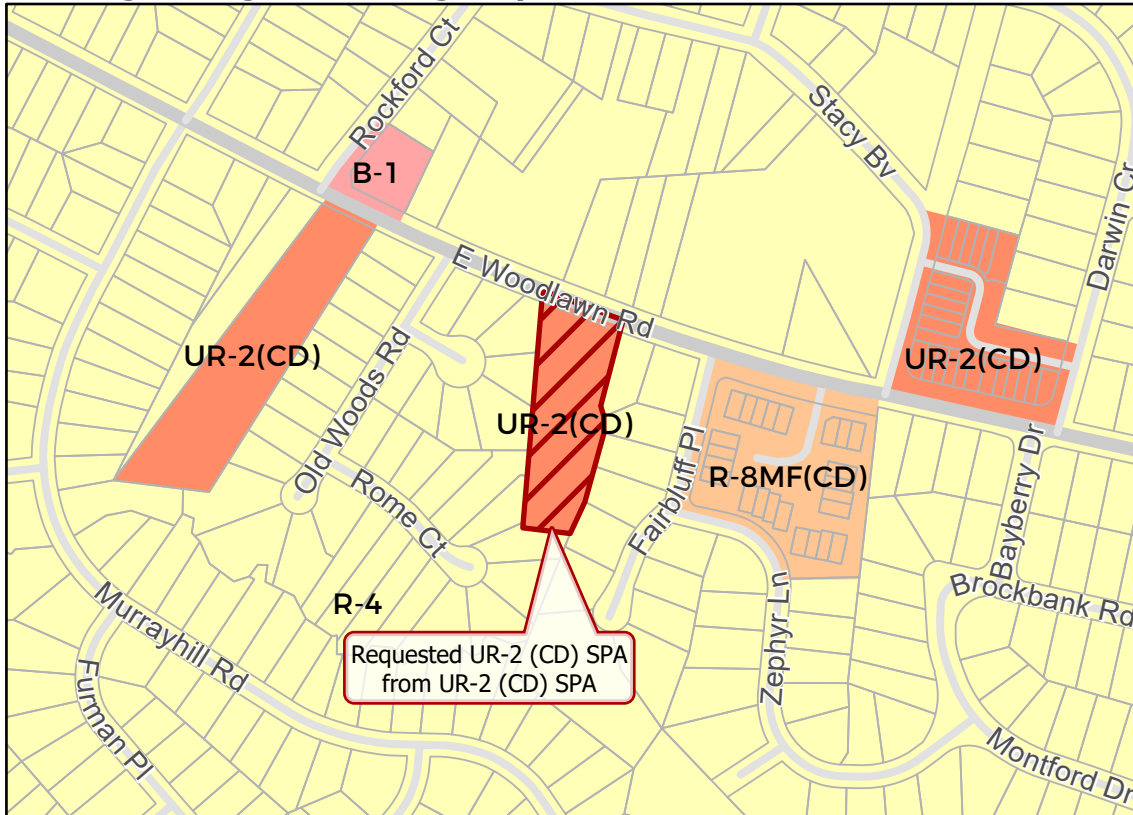 Rockford Ct
B-1
Stacy Bv
Darwin Cr
E Woodlawn Rd
UR-2(CD)
Old Woods Rd
UR-2(CD)
UR-2(CD)
Fairbluff Pl
R-8MF(CD)
Bayberry Dr
Rome Ct
Brockbank Rd
R-4
Murrayhill Rd
Zephyr Ln
Requested UR-2 (CD) SPA
from UR-2 (CD) SPA
Furman Pl
Montford Dr